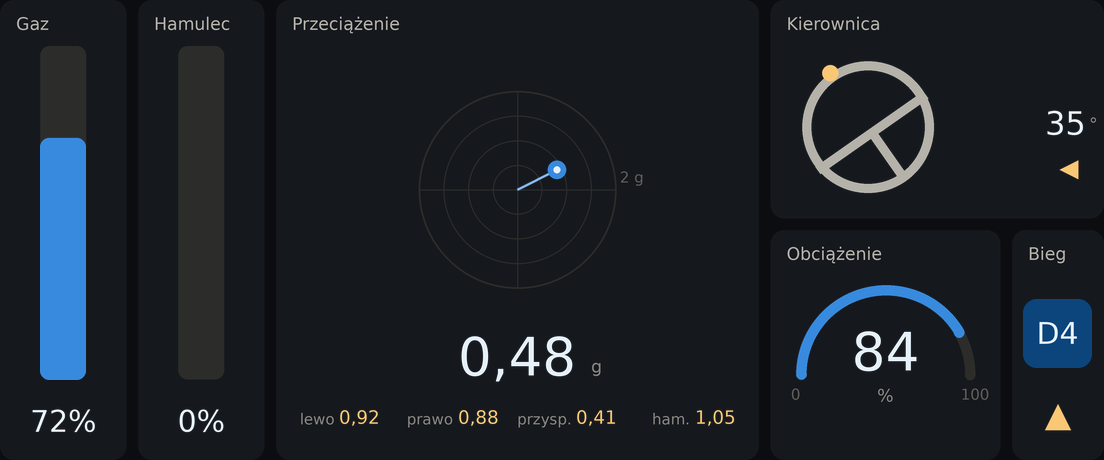 Gaz
72%
Hamulec
0%
Przeciążenie
2 g
0,48 g
lewo 0,92 prawo 0,88 przysp. 0,41 ham. 1,05
Kierownica
35 °
Obciążenie
84
0 % 100
Bieg
D4